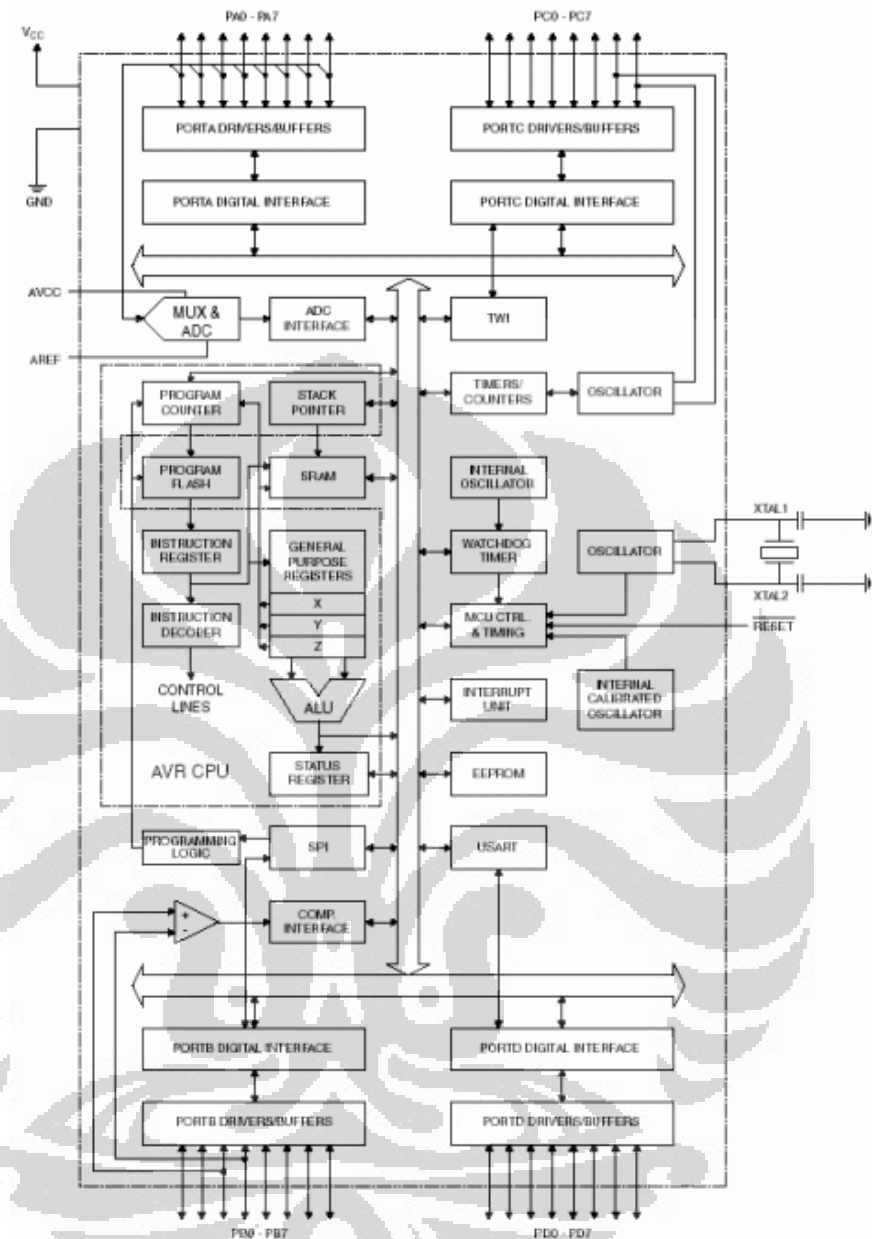 PA0 - PA7
PC0 - PC7
VCC
PORTA DRIVERS/BUFFERS
PORTC DRIVERS/BUFFERS
GND
PORTA DIGITAL INTERFACE
PORTC DIGITAL INTERFACE
AVCC
MUX &
ADC
ADC
INTERFACE
TWI
AREF
PROGRAM
COUNTER
STACK
POINTER
TIMERS/
COUNTERS
OSCILLATOR
PROGRAM
FLASH
SRAM
INTERNAL
OSCILLATOR
XTAL1
INSTRUCTION
REGISTER
GENERAL
PURPOSE
REGISTERS
WATCHDOG
TIMER
OSCILLATOR
X
Y
Z
XTAL2
INSTRUCTION
DECODER
MCU CTRL.
& TIMING
RESET
CONTROL
LINES
ALU
INTERRUPT
UNIT
INTERNAL
CALIBRATED
OSCILLATOR
AVR CPU
STATUS
REGISTER
EEPROM
PROGRAMMING
LOGIC
SPI
USART
+
-
COMP.
INTERFACE
PORTB DIGITAL INTERFACE
PORTD DIGITAL INTERFACE
PORTB DRIVERS/BUFFERS
PORTD DRIVERS/BUFFERS
PB0 - PB7
PD0 - PD7